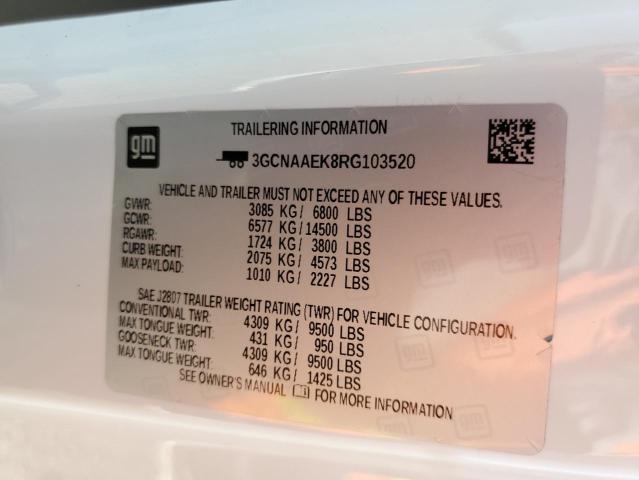 gm
TRAILERING INFORMATION
3GCNAAEK8RG103520
VEHICLE AND TRAILER MUST NOT EXCEED ANY OF THESE VALUES.
GVWR: 3085 KG/ 6800 LBS
GCWR: 6577 KG/14500 LBS
RGAWR: 1724 KG/ 3800 LBS
CURB WEIGHT: 2075 KG/ 4573 LBS
MAX PAYLOAD: 1010 KG/ 2227 LBS
SAE J2807 TRAILER WEIGHT RATING (TWR) FOR VEHICLE CONFIGURATION.
CONVENTIONAL TWR: 4309 KG/ 9500 LBS
MAX TONGUE WEIGHT: 431 KG/ 950 LBS
GOOSENECK TWR: 4309 KG/ 9500 LBS
MAX TONGUE WEIGHT: 646 KG/ 1425 LBS
SEE OWNER'S MANUAL FOR MORE INFORMATION